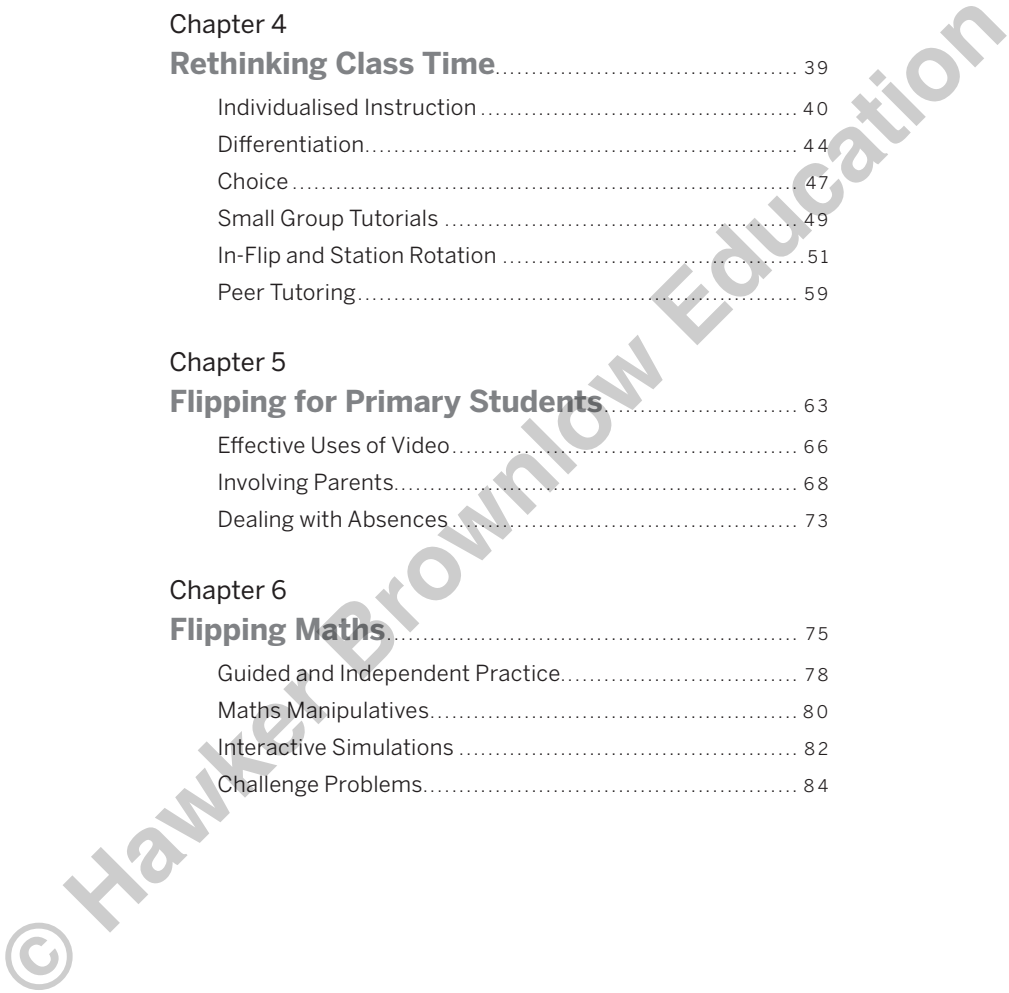 Chapter 4
Rethinking Class Time.......................................... 39
Individualised Instruction ............................................ 40
Differentiation............................................................ 44
Choice ...................................................................... 47
Small Group Tutorials ................................................. 49
In-Flip and Station Rotation .........................................51
Peer Tutoring............................................................. 59
Chapter 5
Flipping for Primary Students........................... 63
Effective Uses of Video................................................ 66
Involving Parents........................................................ 68
Dealing with Absences ................................................ 73
Chapter 6
Flipping Maths......................................................... 75
Guided and Independent Practice................................. 78
Maths Manipulatives................................................... 80
Interactive Simulations ............................................... 82
Challenge Problems.................................................... 84
© Hawker Brownlow Education